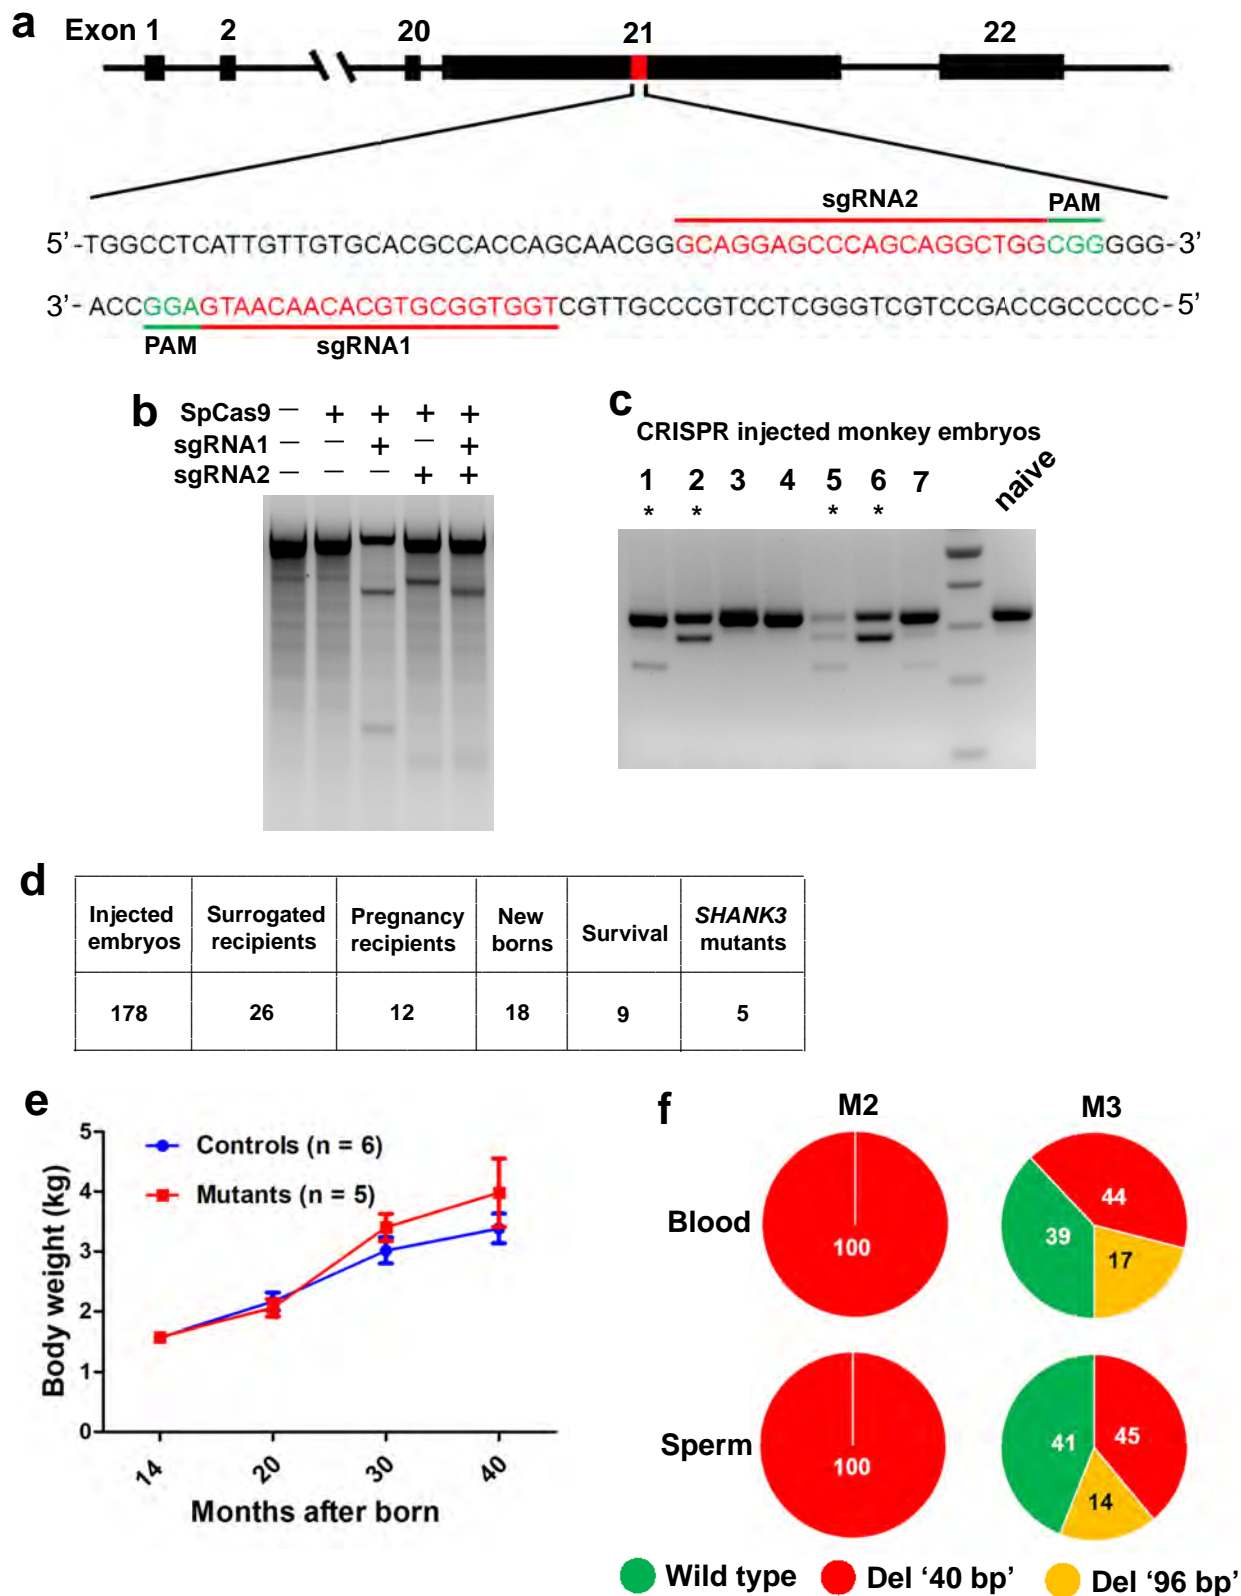 a
Exon 1 2 20 21 22
sgRNA2 PAM
5'-TGGCCTCATTGTTGTGCACGCCACCAGCAACGGGCAGGAGCCCAGCAGGCTGGCGGGGG-3'
3'-ACCGGAGTAACAACACGTGCGGTGGTCGTTGCCCGTCCTCGGGTCGTCCGACCGCCCCC-5'
PAM sgRNA1
b
SpCas9 − + + + +
sgRNA1 − − + − +
sgRNA2 − − − + +
c
CRISPR injected monkey embryos
1 2 3 4 5 6 7 naive
* * * *
d
Injected embryos
Surrogated recipients
Pregnancy recipients
New borns
Survival
SHANK3 mutants
178 26 12 18 9 5
e
Body weight (kg)
5
4
3
2
1
0
Controls (n = 6)
Mutants (n = 5)
14 20 30 40
Months after born
f
M2 M3
Blood
100
44
39
17
Sperm
100
41
45
14
Wild type Del '40 bp' Del '96 bp'